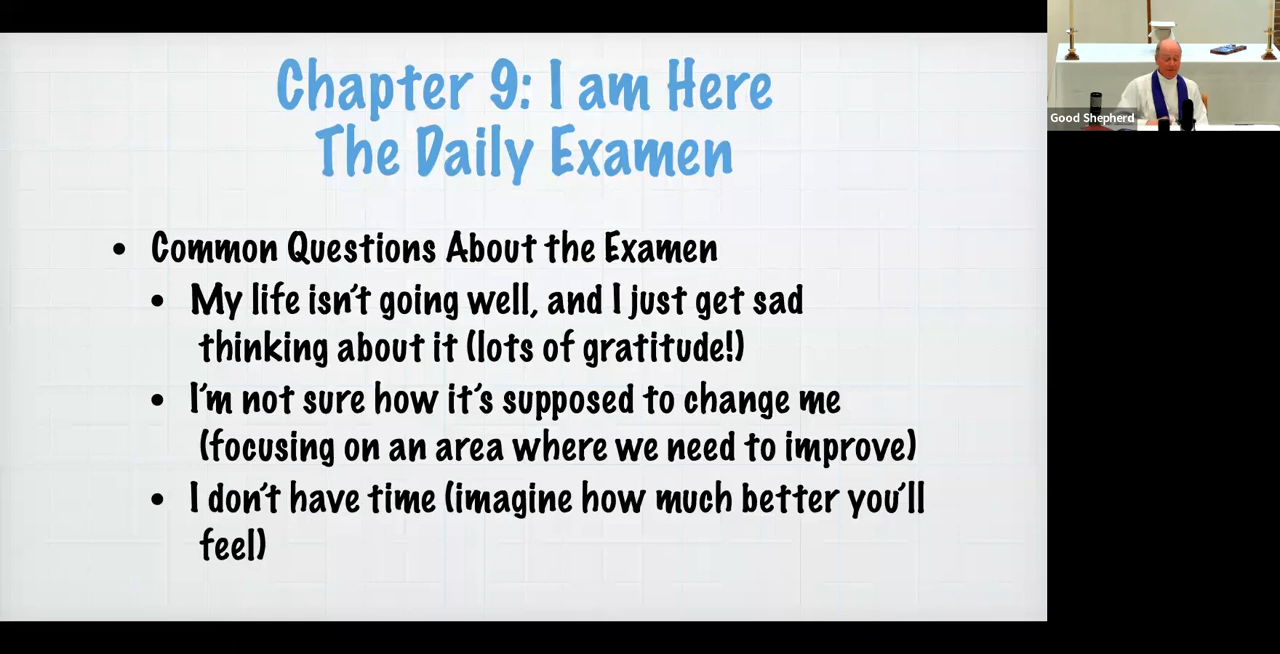 Chapter 9: I am Here
The Daily Examen
• Common Questions About the Examen
• My life isn't going well, and I just get sad
thinking about it (lots of gratitude!)
• I'm not sure how it's supposed to change me
(focusing on an area where we need to improve)
• I don't have time (imagine how much better you'll
feel)
Good Shepherd